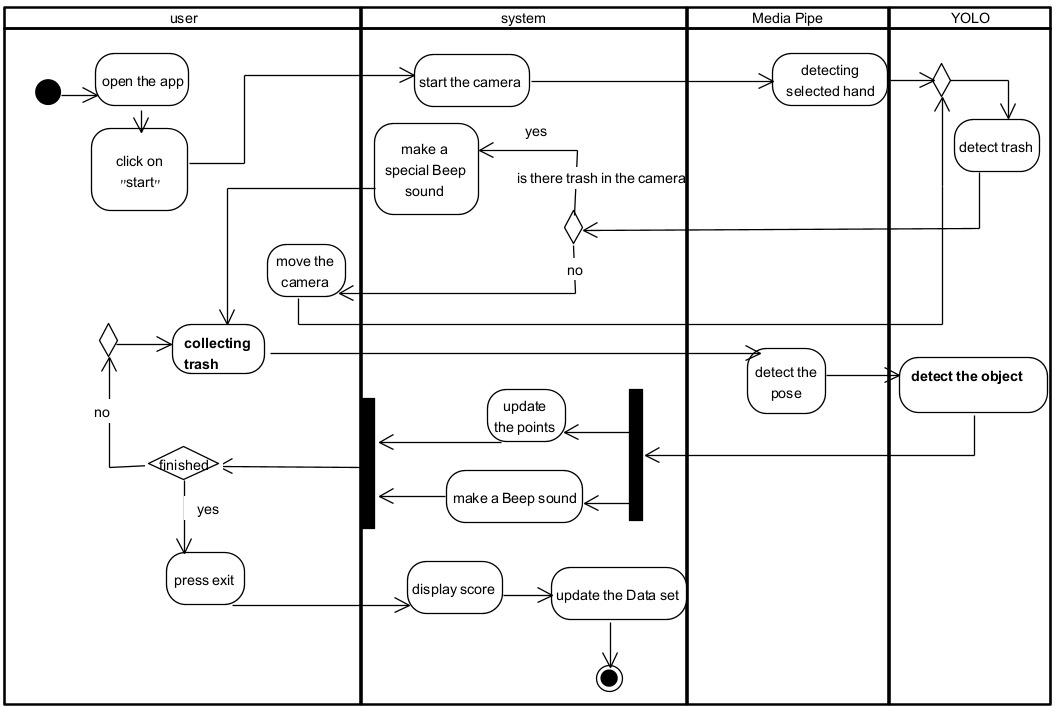 user
system
Media Pipe
YOLO
open the app
start the camera
detecting
selected hand
click on
"start"
make a
special Beep
sound
yes
is there trash in the camera
detect trash
move the
camera
no
collecting
trash
detect the
pose
detect the object
no
update
the points
finished
make a Beep sound
yes
press exit
display score
update the Data set